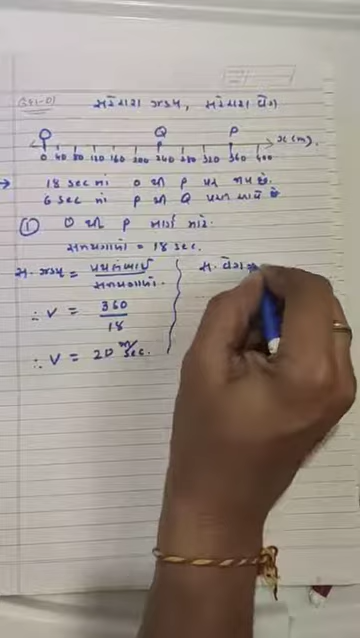 સરેરાશ ઝડપ, સરેરાશ વેગ
O Q P x(m)
0 40 80 120 160 200 240 280 320 360 400
→ 18 sec માં O થી P પર જાય છે.
6 sec માં P થી Q પરત આવે છે
① O થી P માટે
સમયગાળો = 18 sec.
સ. ઝડપ = પથલંબાઈ / સમયગાળો.
સ. વેગ =
∴ V = 360 / 18
∴ V = 20 m/sec.